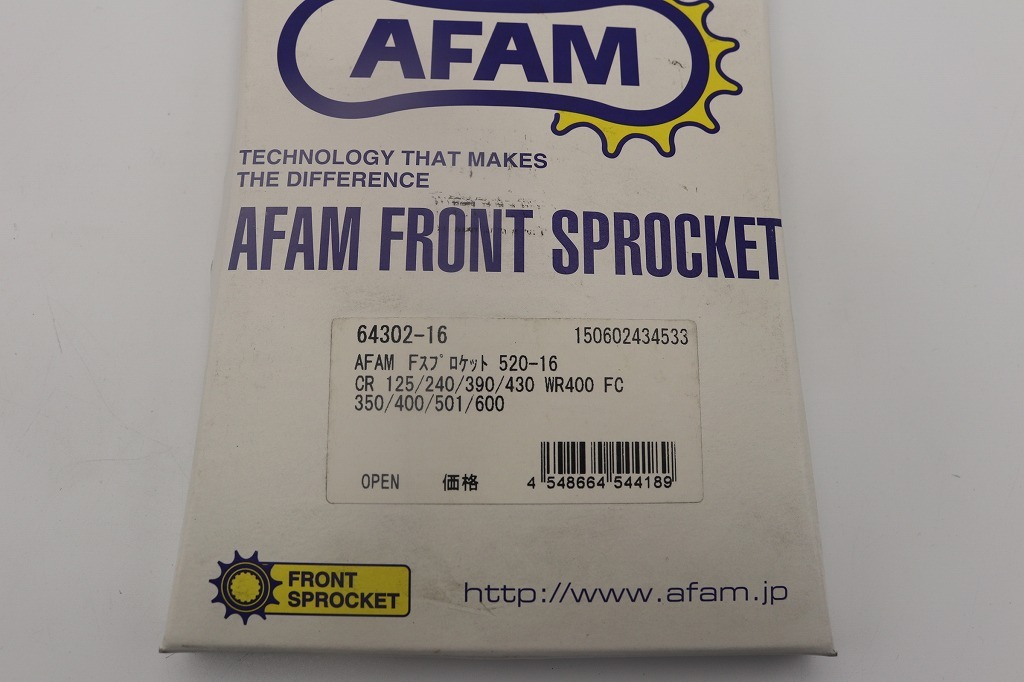 AFAM
TECHNOLOGY THAT MAKES
THE DIFFERENCE
AFAM FRONT SPROCKET
64302-16 150602434533
AFAM Fｽﾌﾟﾛｹｯﾄ 520-16
CR 125/240/390/430 WR400 FC
350/400/501/600
OPEN 価格
4 548664 544189
FRONT
SPROCKET
http://www.afam.jp